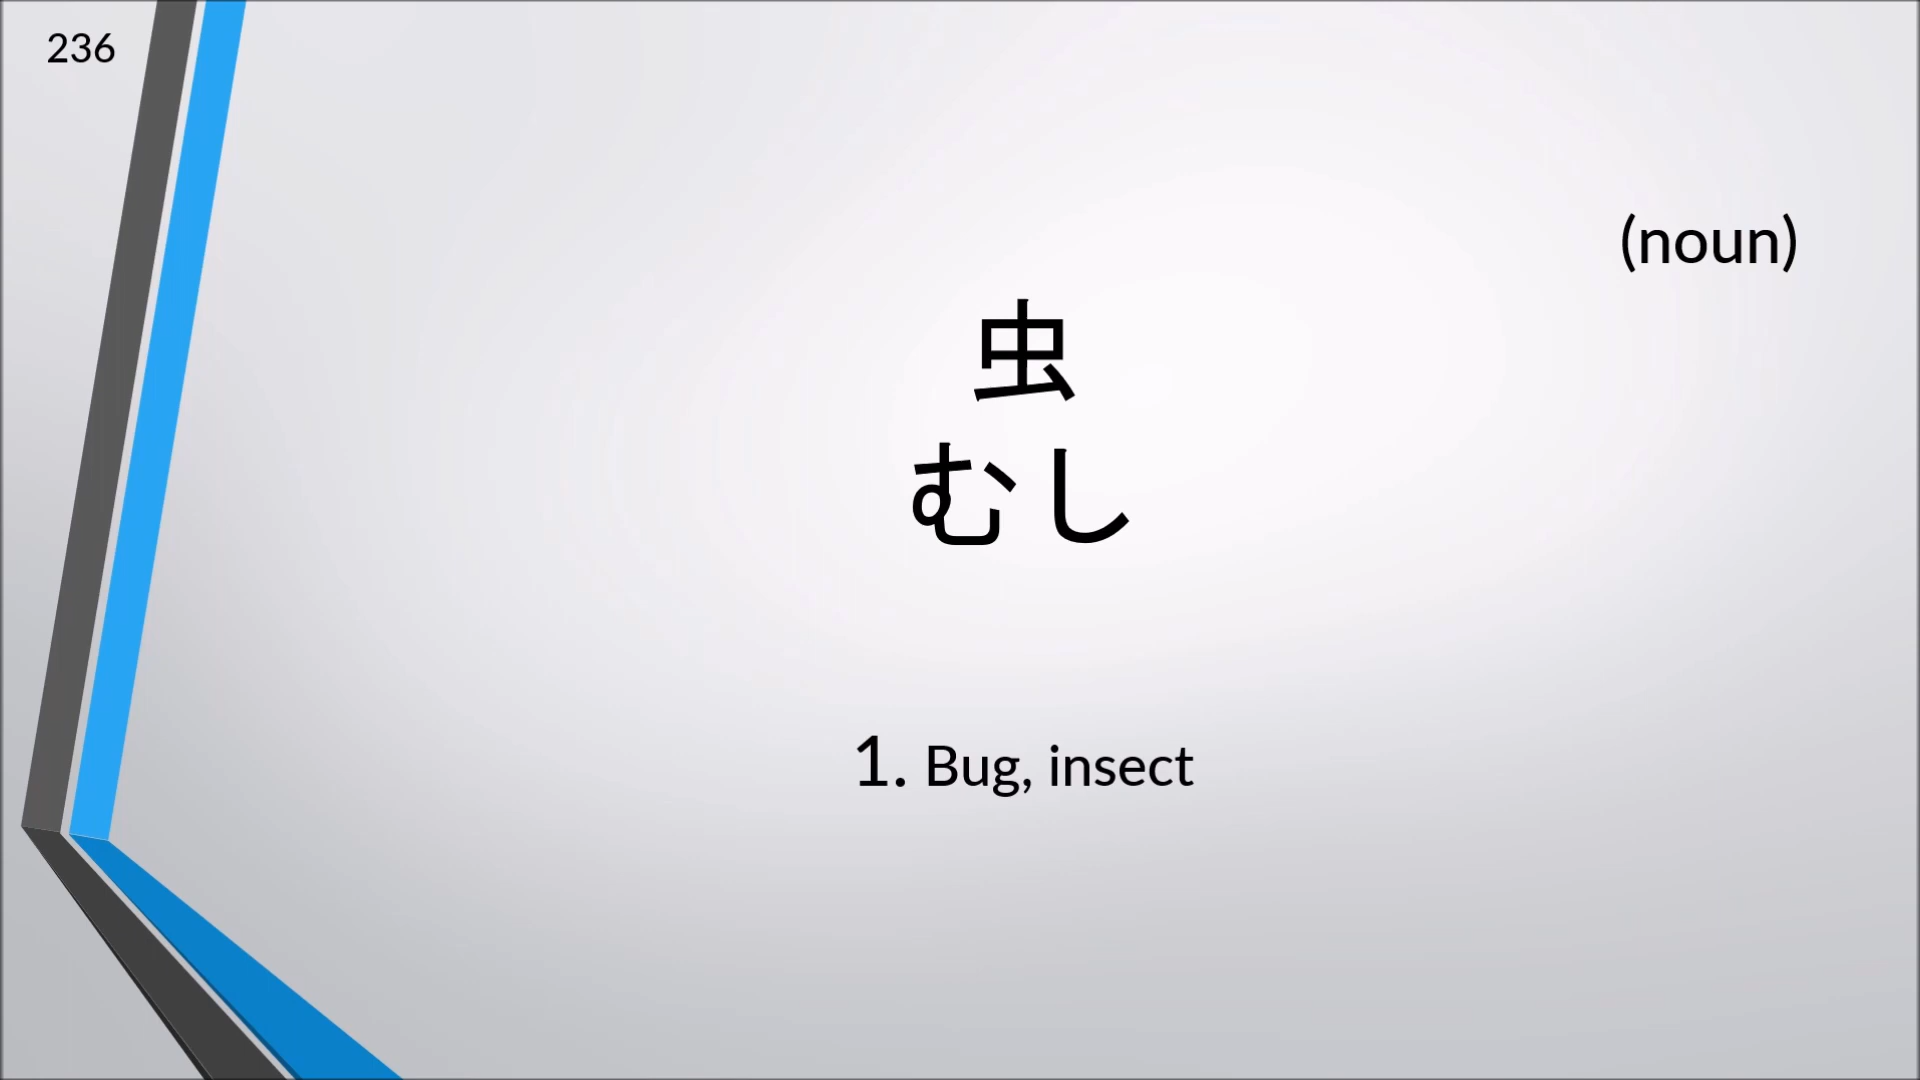 236
(noun)
虫
むし
1. Bug, insect